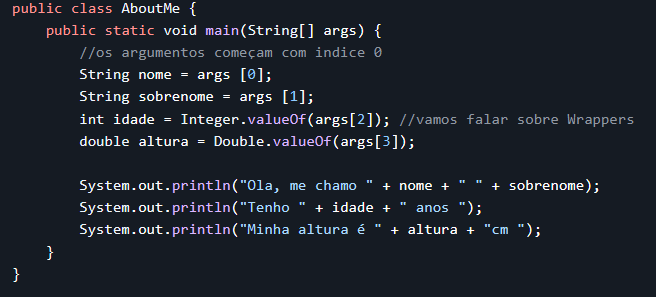 public class AboutMe {
    public static void main(String[] args) {
        //os argumentos começam com indice 0
        String nome = args [0];
        String sobrenome = args [1];
        int idade = Integer.valueOf(args[2]); //vamos falar sobre Wrappers
        double altura = Double.valueOf(args[3]);

        System.out.println("Ola, me chamo " + nome + " " + sobrenome);
        System.out.println("Tenho " + idade + " anos ");
        System.out.println("Minha altura é " + altura + "cm ");
    }
}